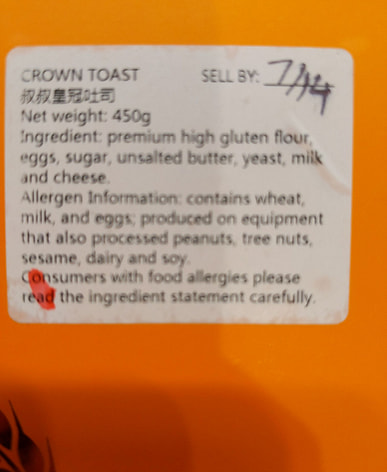 CROWN TOAST SELL BY: 7/14
叔叔皇冠吐司
Net weight: 450g
Ingredient: premium high gluten flour,
eggs, sugar, unsalted butter, yeast, milk
and cheese.
Allergen Information: contains wheat,
milk, and eggs; produced on equipment
that also processed peanuts, tree nuts,
sesame, dairy and soy.
Consumers with food allergies please
read the ingredient statement carefully.